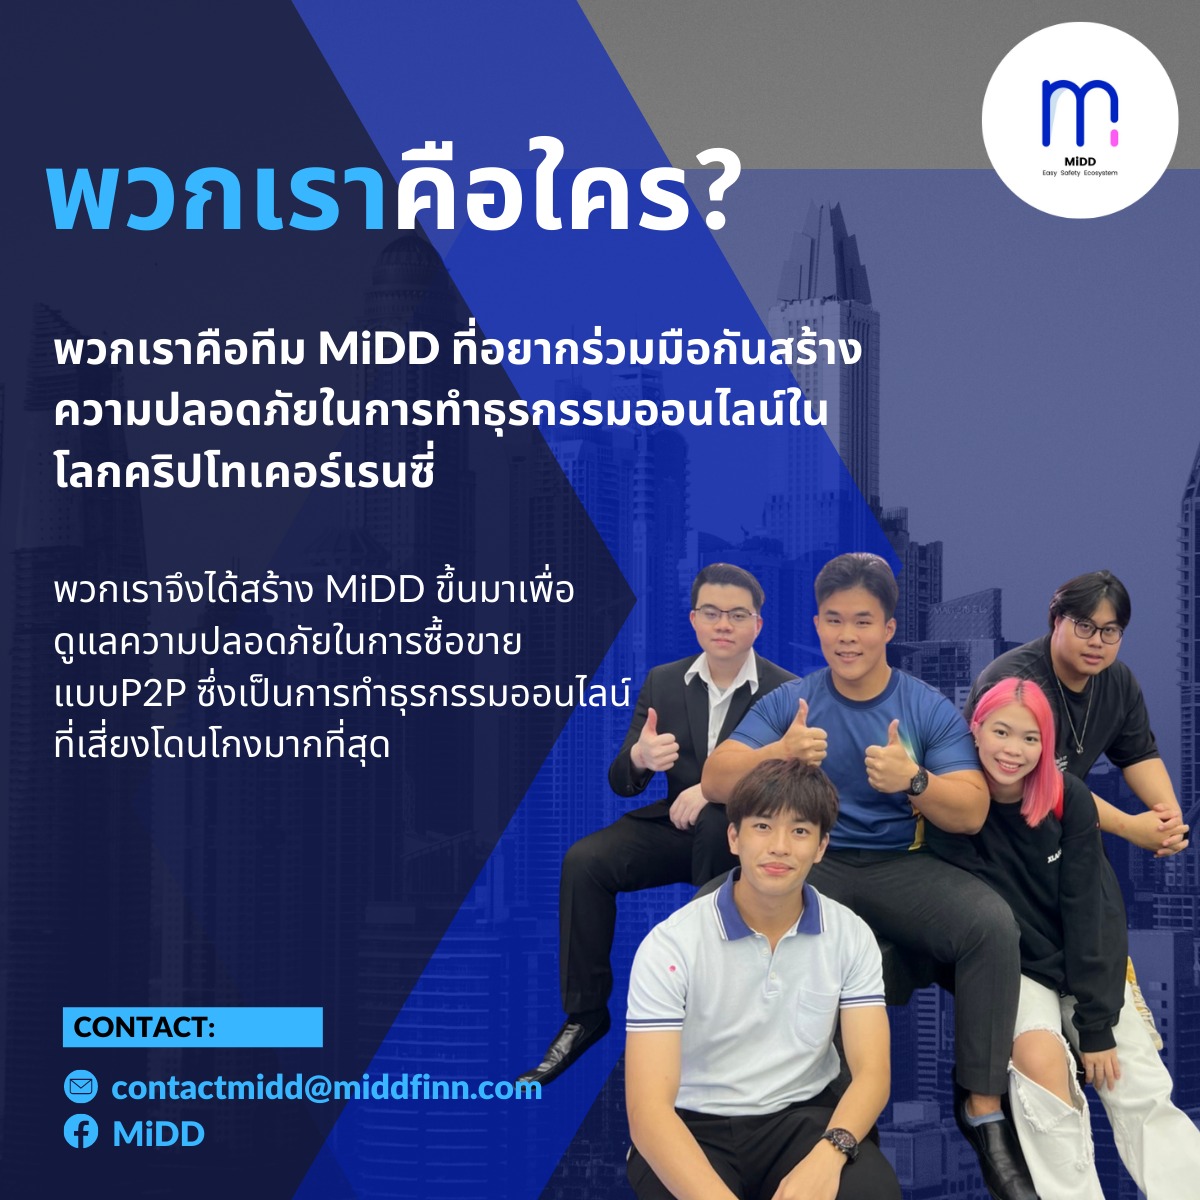 MiDD
Easy Safety Ecosystem
พวกเราคือใคร?
พวกเราคือทีม MiDD ที่อยากร่วมมือกันสร้าง
ความปลอดภัยในการทำธุรกรรมออนไลน์ใน
โลกคริปโทเคอร์เรนซี่
พวกเราจึงได้สร้าง MiDD ขึ้นมาเพื่อ
ดูแลความปลอดภัยในการซื้อขาย
แบบP2P ซึ่งเป็นการทำธุรกรรมออนไลน์
ที่เสี่ยงโดนโกงมากที่สุด
CONTACT:
contactmidd@middfinn.com
MiDD